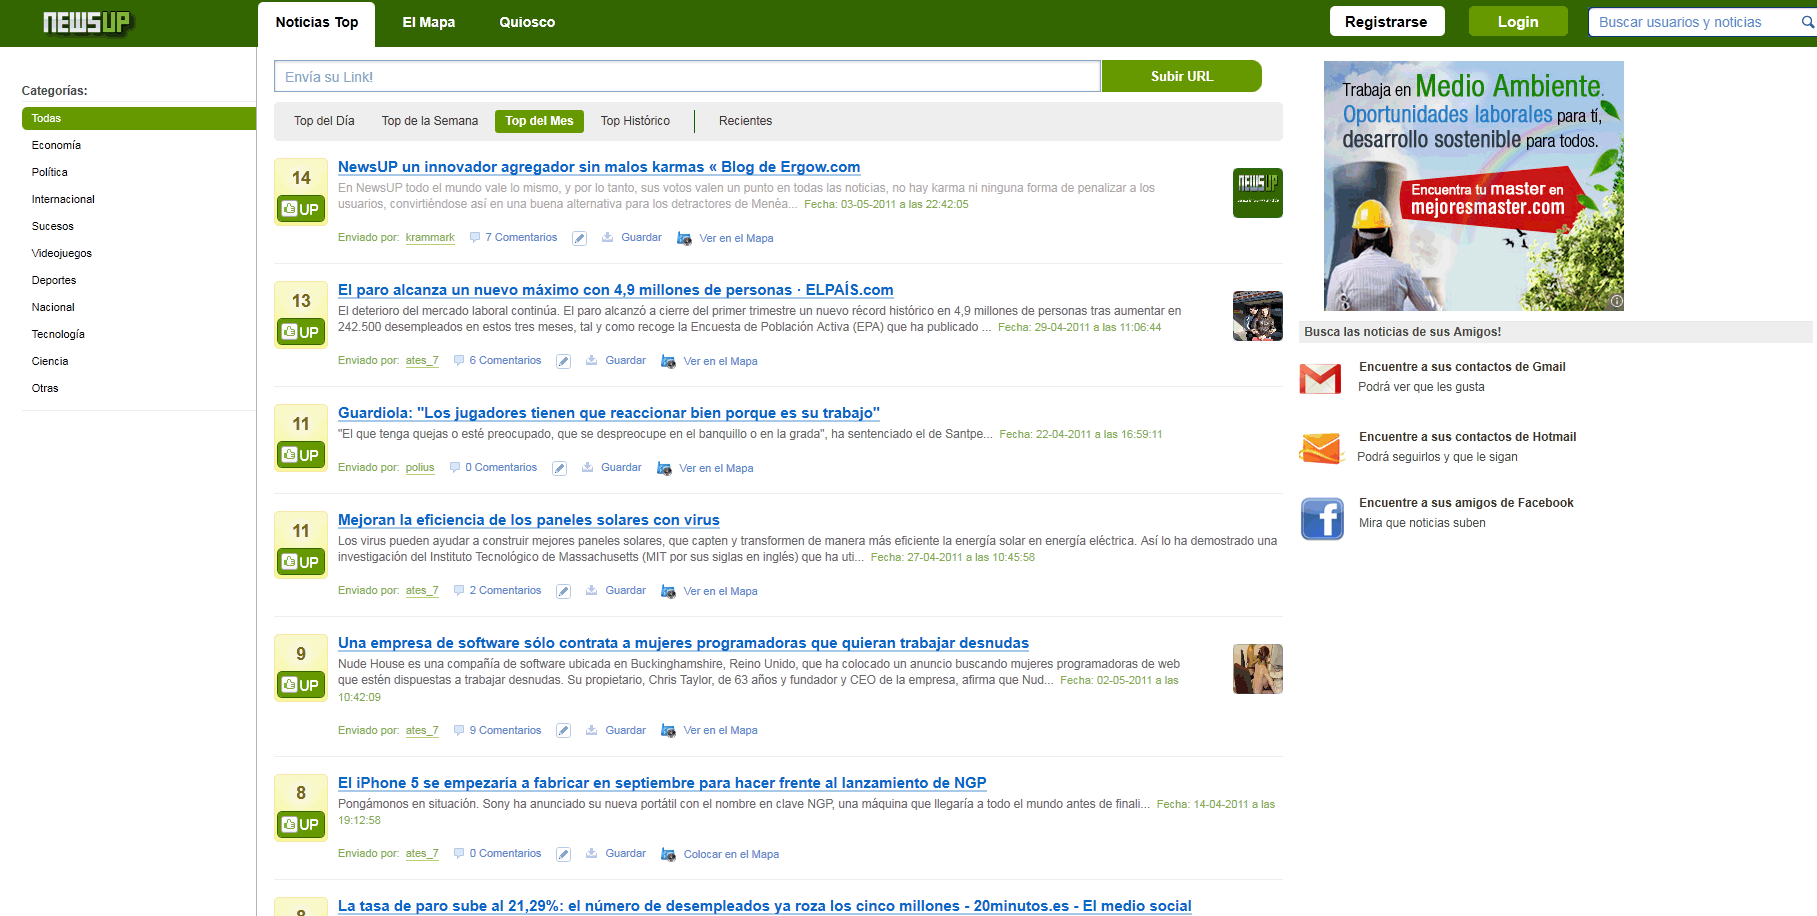 NEWSUP
Noticias Top
El Mapa
Quiosco
Registrarse
Login
Buscar usuarios y noticias
Categorías:
Todas
Economía
Política
Internacional
Sucesos
Videojuegos
Deportes
Nacional
Tecnología
Ciencia
Otras
Envía su Link!
Subir URL
Top del Día
Top de la Semana
Top del Mes
Top Histórico
Recientes
14
UP
NewsUP un innovador agregador sin malos karmas « Blog de Ergow.com
En NewsUP todo el mundo vale lo mismo, y por lo tanto, sus votos valen un punto en todas las noticias, no hay karma ni ninguna forma de penalizar a los
usuarios, convirtiéndose así en una buena alternativa para los detractores de Menéa... Fecha: 03-05-2011 a las 22:42:05
Enviado por: krammark 7 Comentarios Guardar Ver en el Mapa
NEWSUP
13
UP
El paro alcanza un nuevo máximo con 4,9 millones de personas · ELPAÍS.com
El deterioro del mercado laboral continúa. El paro alcanzó a cierre del primer trimestre un nuevo récord histórico en 4,9 millones de personas tras aumentar en
242.500 desempleados en estos tres meses, tal y como recoge la Encuesta de Población Activa (EPA) que ha publicado ... Fecha: 29-04-2011 a las 11:06:44
Enviado por: ates_7 6 Comentarios Guardar Ver en el Mapa
11
UP
Guardiola: "Los jugadores tienen que reaccionar bien porque es su trabajo"
"El que tenga quejas o esté preocupado, que se despreocupe en el banquillo o en la grada", ha sentenciado el de Santpe... Fecha: 22-04-2011 a las 16:59:11
Enviado por: polius 0 Comentarios Guardar Ver en el Mapa
11
UP
Mejoran la eficiencia de los paneles solares con virus
Los virus pueden ayudar a construir mejores paneles solares, que capten y transformen de manera más eficiente la energía solar en energía eléctrica. Así lo ha demostrado una
investigación del Instituto Tecnológico de Massachusetts (MIT por sus siglas en inglés) que ha uti... Fecha: 27-04-2011 a las 10:45:58
Enviado por: ates_7 2 Comentarios Guardar Ver en el Mapa
9
UP
Una empresa de software sólo contrata a mujeres programadoras que quieran trabajar desnudas
Nude House es una compañía de software ubicada en Buckinghamshire, Reino Unido, que ha colocado un anuncio buscando mujeres programadoras de web
que estén dispuestas a trabajar desnudas. Su propietario, Chris Taylor, de 63 años y fundador y CEO de la empresa, afirma que Nud... Fecha: 02-05-2011 a las
10:42:09
Enviado por: ates_7 9 Comentarios Guardar Ver en el Mapa
8
UP
El iPhone 5 se empezaría a fabricar en septiembre para hacer frente al lanzamiento de NGP
Pongámonos en situación. Sony ha anunciado su nueva portátil con el nombre en clave NGP, una máquina que llegaría a todo el mundo antes de finali... Fecha: 14-04-2011 a las
19:12:58
Enviado por: ates_7 0 Comentarios Guardar Colocar en el Mapa
8
La tasa de paro sube al 21,29%: el número de desempleados ya roza los cinco millones - 20minutos.es - El medio social
Trabaja en Medio Ambiente.
Oportunidades laborales para tí,
desarrollo sostenible para todos.
Encuentra tu master en
mejoresmaster.com
Busca las noticias de sus Amigos!
Encuentre a sus contactos de Gmail
Podrá ver que les gusta
Encuentre a sus contactos de Hotmail
Podrá seguirlos y que le sigan
Encuentre a sus amigos de Facebook
Mira que noticias suben